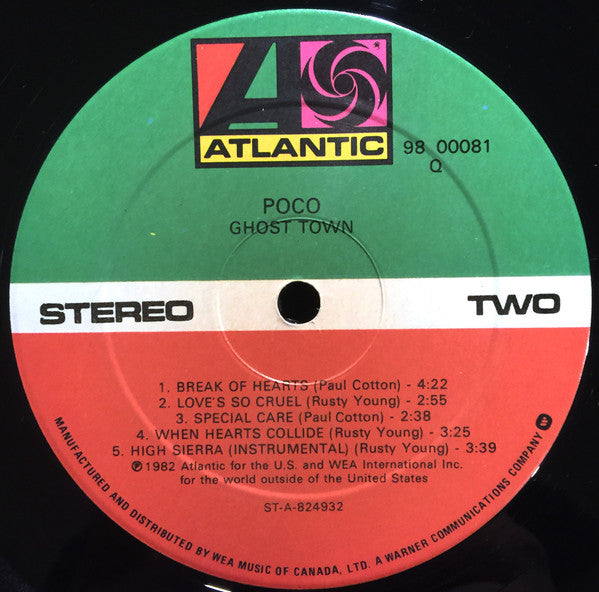 ATLANTIC
98 00081
Q
POCO
GHOST TOWN
STEREO
TWO
1. BREAK OF HEARTS (Paul Cotton) - 4:22
2. LOVE'S SO CRUEL (Rusty Young) - 2:55
3. SPECIAL CARE (Paul Cotton) - 2:38
4. WHEN HEARTS COLLIDE (Rusty Young) - 3:25
5. HIGH SIERRA (INSTRUMENTAL) (Rusty Young) - 3:39
℗ 1982 Atlantic for the U.S. and WEA International Inc.
for the world outside of the United States
ST-A-824932
MANUFACTURED AND DISTRIBUTED BY WEA MUSIC OF CANADA, LTD. A WARNER COMMUNICATIONS COMPANY